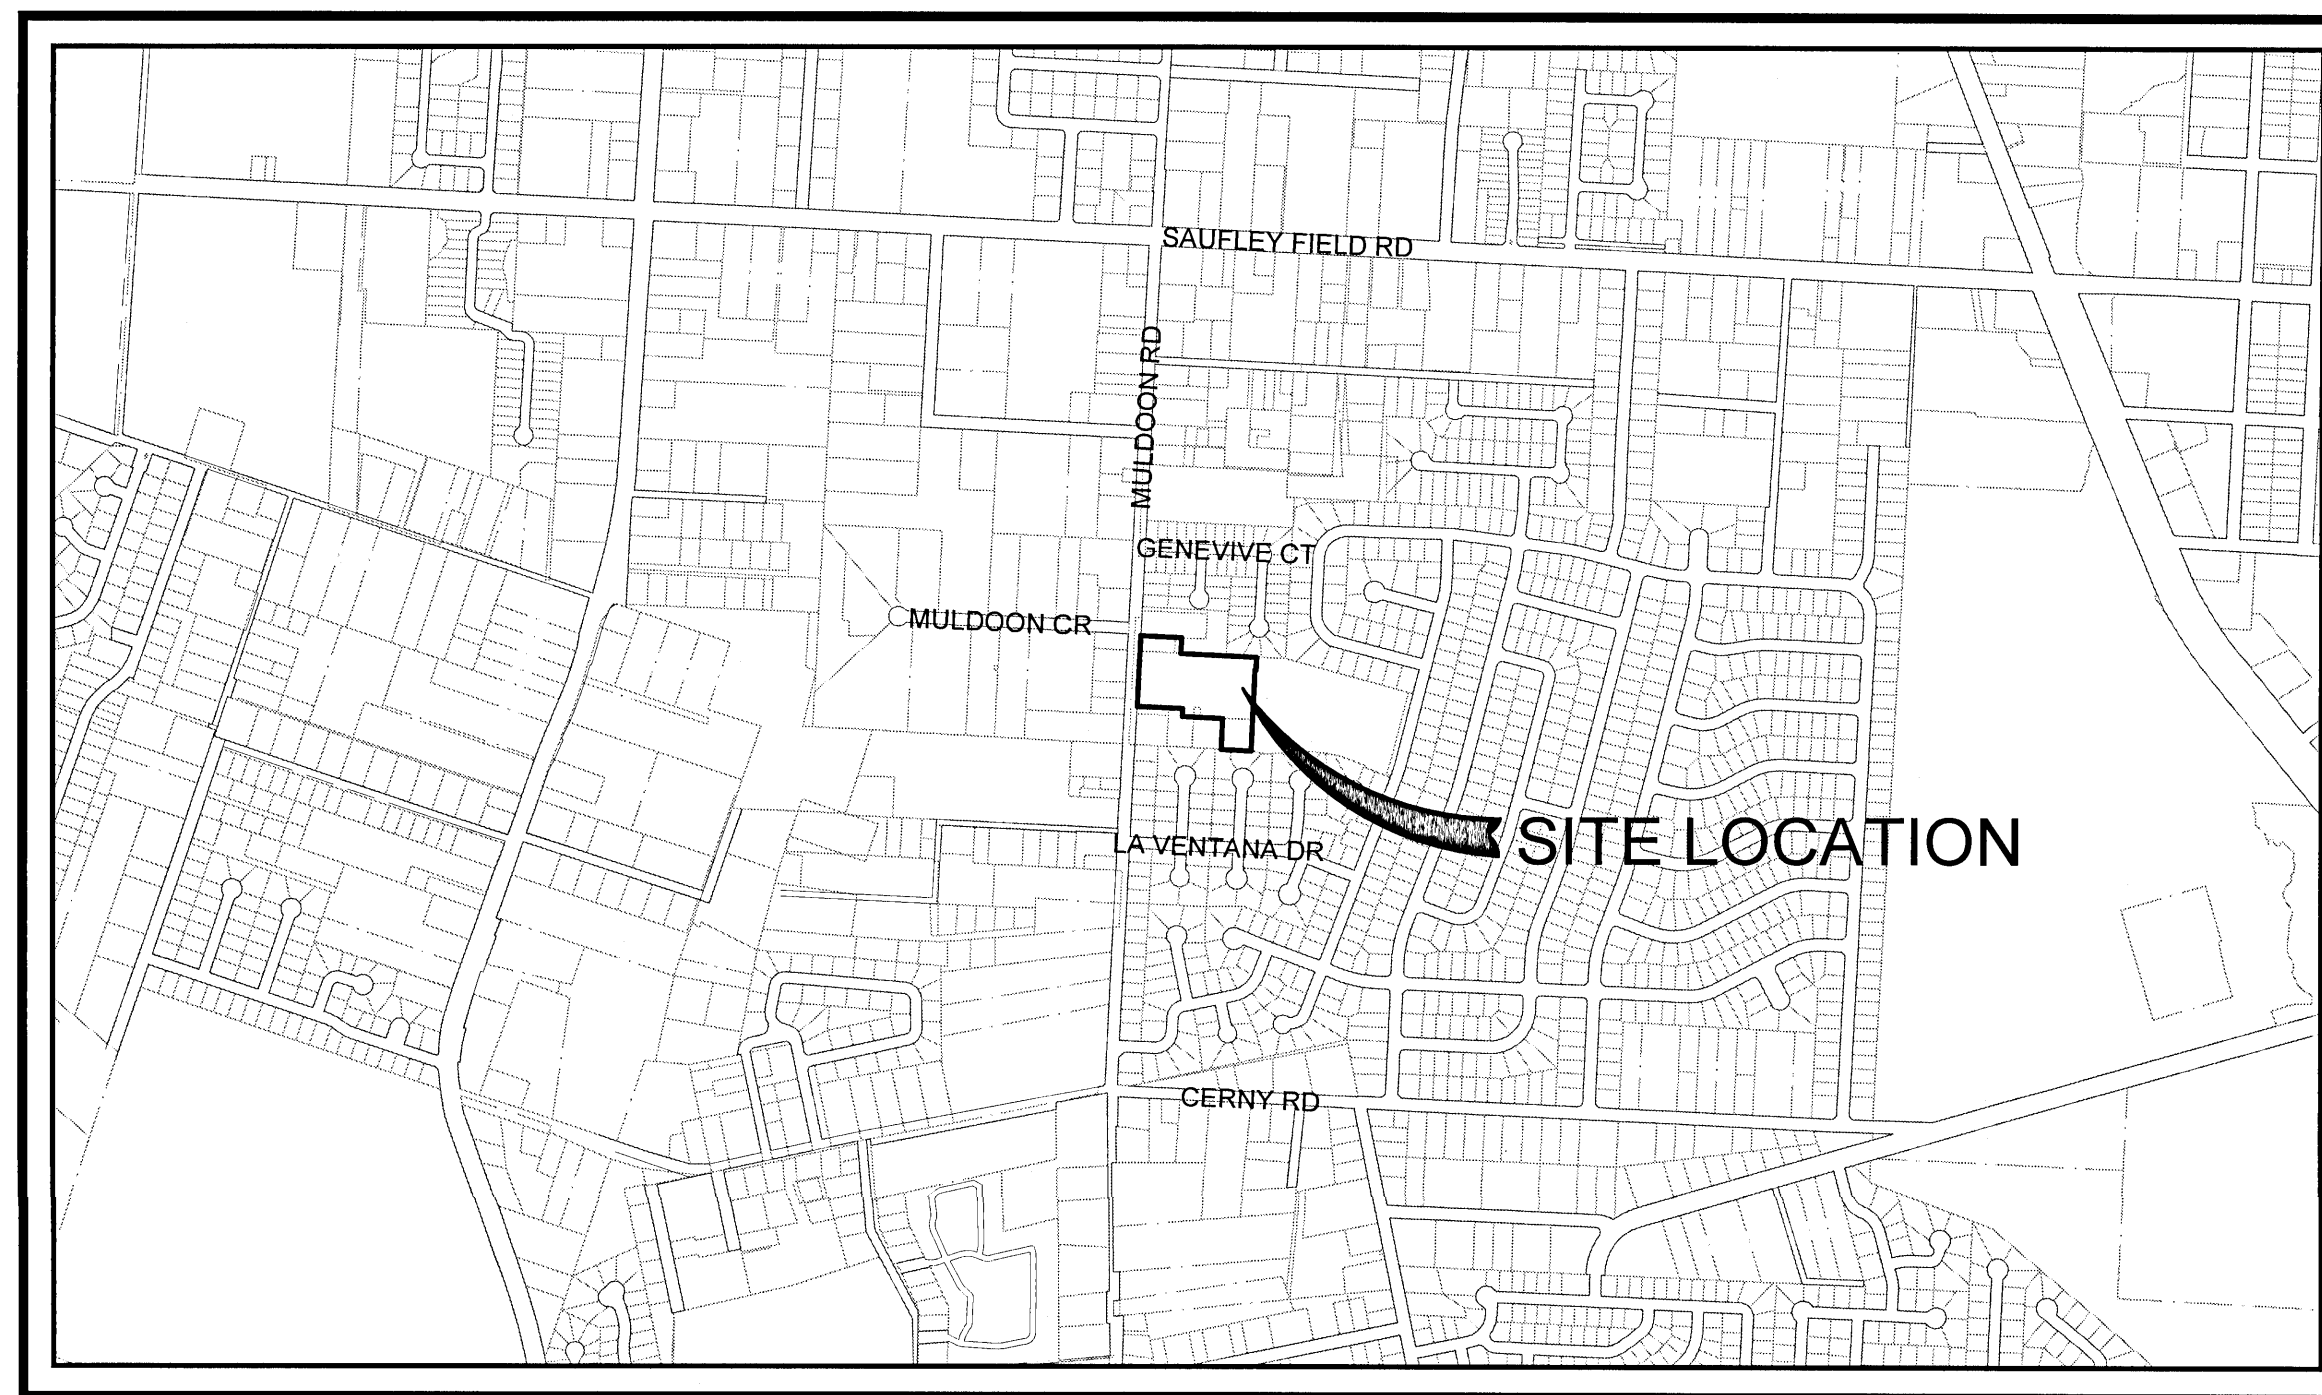 SAUFLEY FIELD RD
MULDOON RD
GENEVIVE CT
MULDOON CR
SITE LOCATION
LA VENTANA DR
CERNY RD